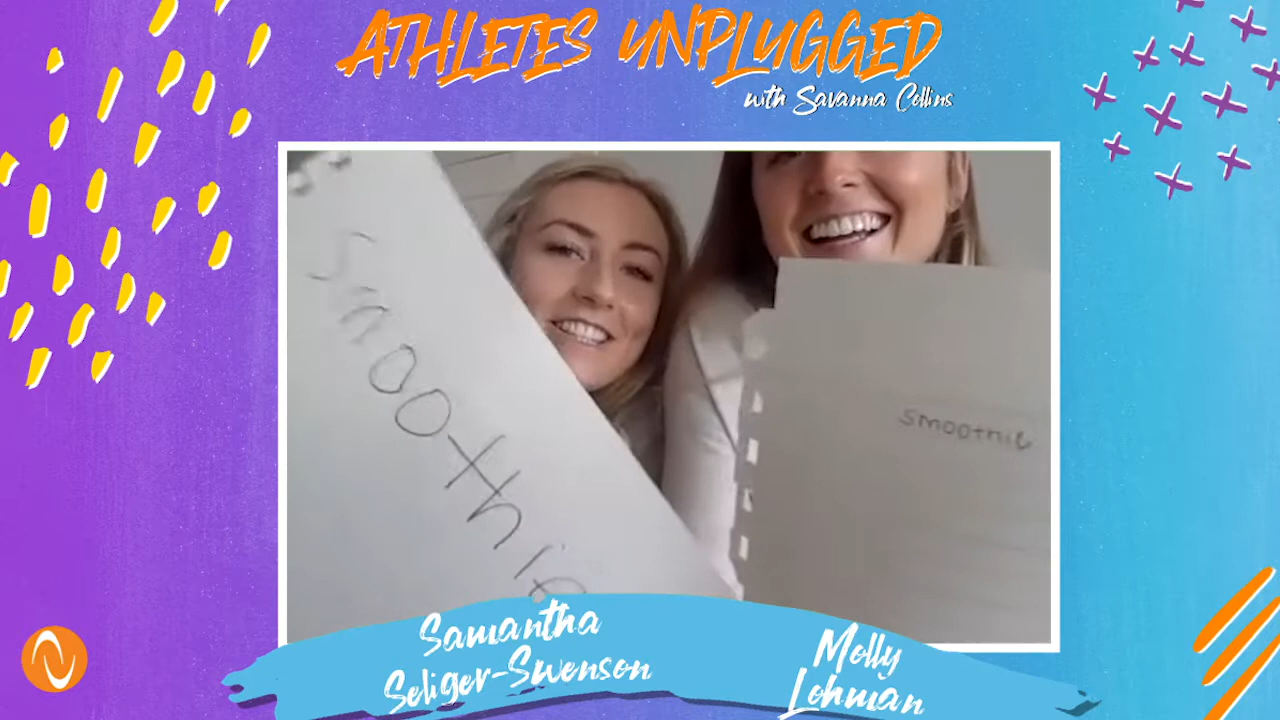 ATHLETES UNPLUGGED
with Savanna Collins
smoothie
smoothie
Samantha
Seliger-Swenson
Molly
Lohman